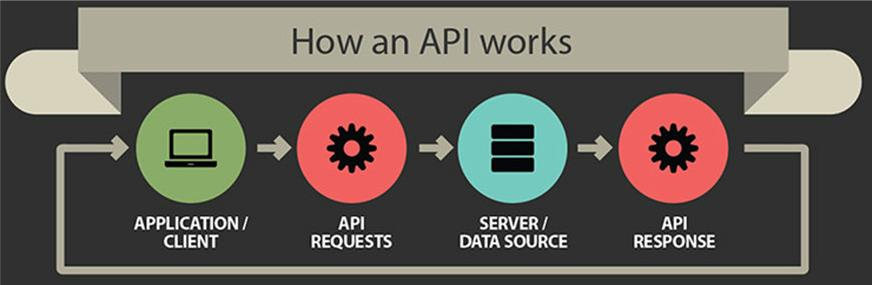 How an API works
APPLICATION /
CLIENT
API
REQUESTS
SERVER /
DATA SOURCE
API
RESPONSE